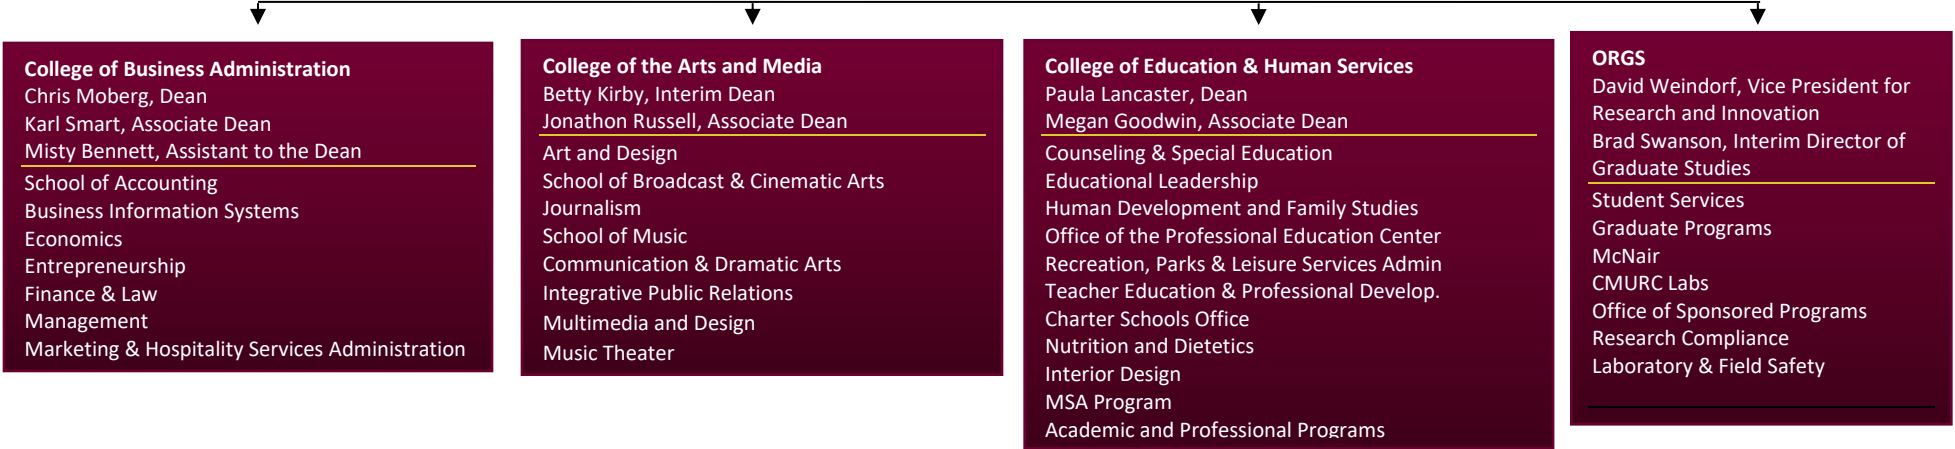 College of Business Administration
Chris Moberg, Dean
Karl Smart, Associate Dean
Misty Bennett, Assistant to the Dean
School of Accounting
Business Information Systems
Economics
Entrepreneurship
Finance & Law
Management
Marketing & Hospitality Services Administration
College of the Arts and Media
Betty Kirby, Interim Dean
Jonathon Russell, Associate Dean
Art and Design
School of Broadcast & Cinematic Arts
Journalism
School of Music
Communication & Dramatic Arts
Integrative Public Relations
Multimedia and Design
Music Theater
College of Education & Human Services
Paula Lancaster, Dean
Megan Goodwin, Associate Dean
Counseling & Special Education
Educational Leadership
Human Development and Family Studies
Office of the Professional Education Center
Recreation, Parks & Leisure Services Admin
Teacher Education & Professional Develop.
Charter Schools Office
Nutrition and Dietetics
Interior Design
MSA Program
Academic and Professional Programs
ORGS
David Weindorf, Vice President for
Research and Innovation
Brad Swanson, Interim Director of
Graduate Studies
Student Services
Graduate Programs
McNair
CMURC Labs
Office of Sponsored Programs
Research Compliance
Laboratory & Field Safety